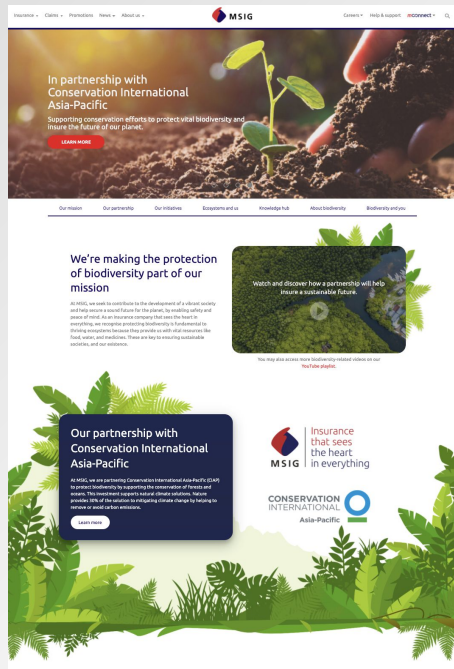 Insurance Claims Promotions News About us MSIG Careers Help & support mconnect
In partnership with
Conservation International
Asia-Pacific
Supporting conservation efforts to protect vital biodiversity and
insure the future of our planet.
LEARN MORE
Our mission Our partnership Our initiatives Ecosystems and us Knowledge hub About biodiversity Biodiversity and you
We're making the protection
of biodiversity part of our
mission
At MSIG, we seek to contribute to the development of a vibrant society
and help secure a sound future for the planet, by enabling safety and
peace of mind. As an insurance company that sees the heart in
everything, we recognise protecting biodiversity is fundamental to
thriving ecosystems because they provide us with vital resources like
food, water, and medicines. These are key to ensuring sustainable
societies, and our existence.
Watch and discover how a partnership will help
insure a sustainable future.
You may also access more biodiversity-related videos on our
YouTube playlist.
Our partnership with
Conservation International
Asia-Pacific
At MSIG, we are partnering Conservation International Asia-Pacific (CIAP)
to protect biodiversity by supporting the conservation of forests and
oceans. This investment supports natural climate solutions. Nature
provides 30% of the solution to mitigating climate change by helping to
remove or avoid carbon emissions.
Learn more
MSIG
Insurance
that sees
the heart
in everything
CONSERVATION
INTERNATIONAL
Asia-Pacific